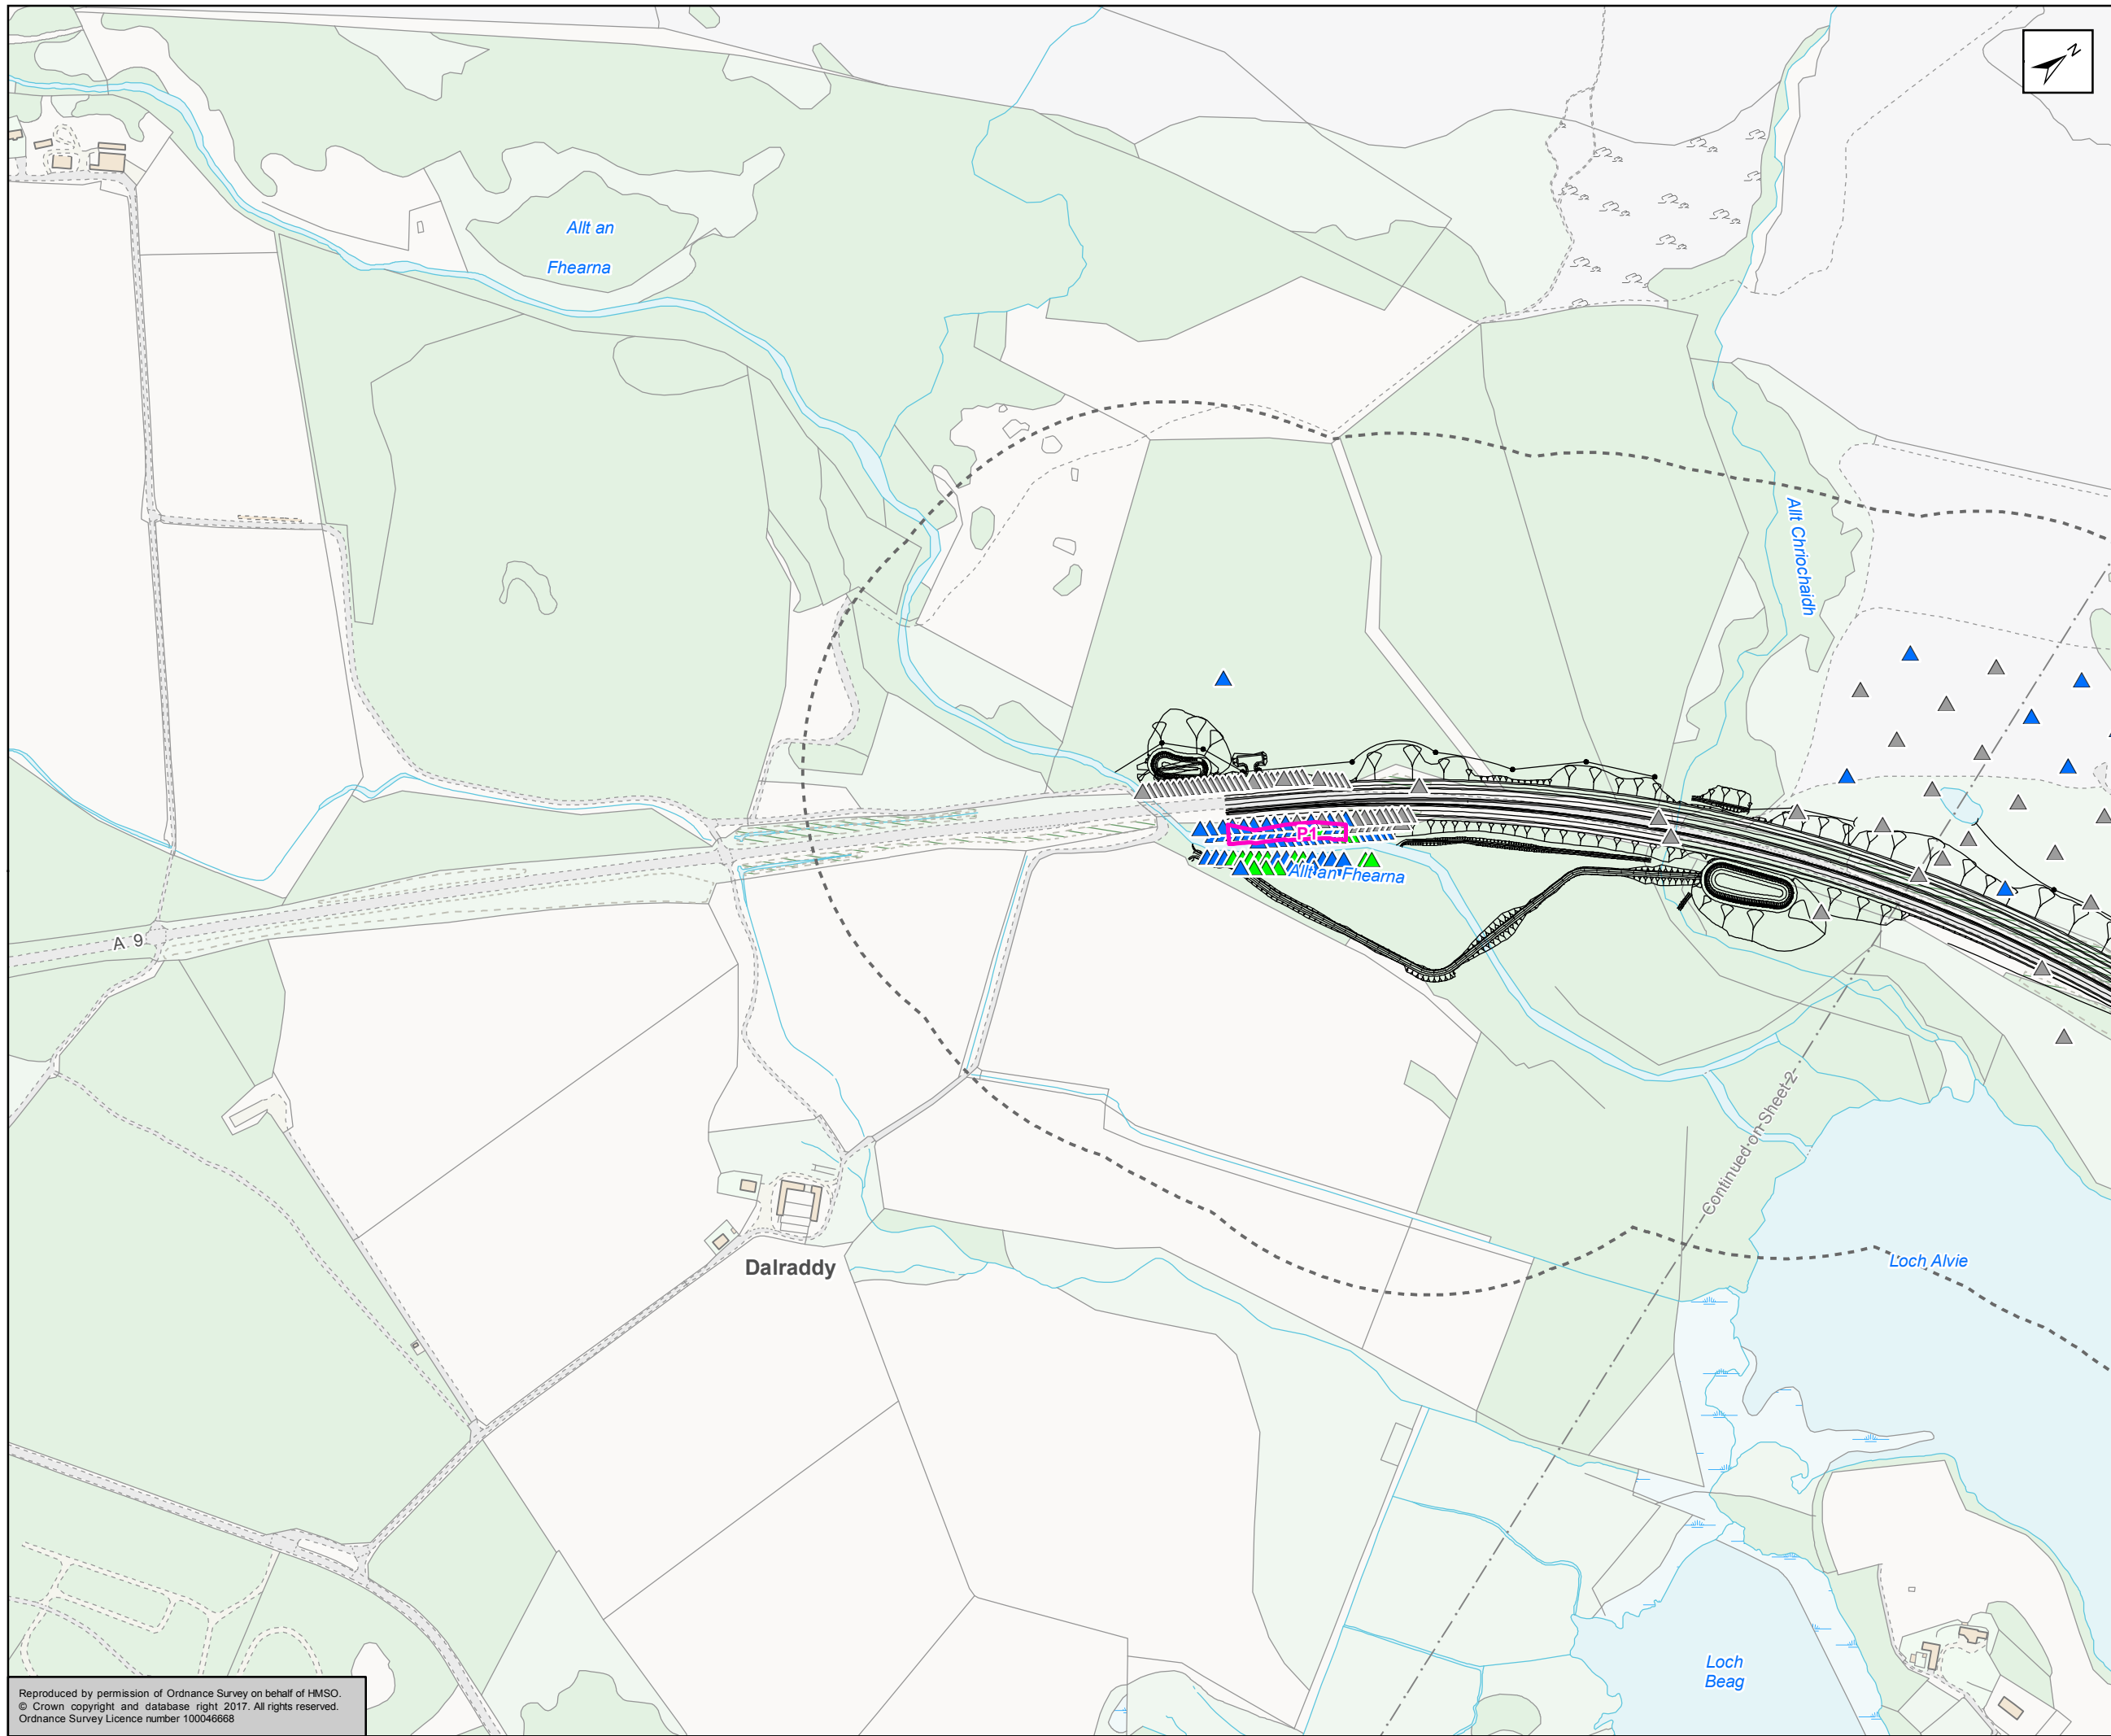 N
Allt an
Fhearna
Allt Chriochaidh
P1
Allt an Fhearna
A 9
Continued on Sheet 2
Dalraddy
Loch Alvie
Loch
Beag
Reproduced by permission of Ordnance Survey on behalf of HMSO.
© Crown copyright and database right 2017. All rights reserved.
Ordnance Survey Licence number 100046668